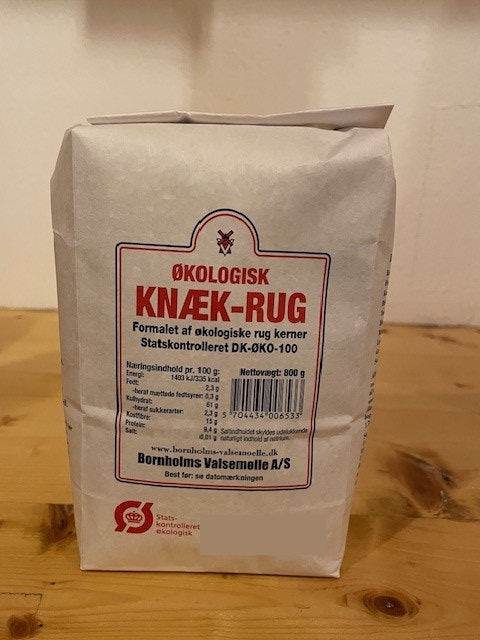 ØKOLOGISK
KNÆK-RUG
Formalet af økologiske rug kerner
Statskontrolleret DK-ØKO-100
Næringsindhold pr. 100 g:
Nettovægt: 800 g
Energi: 1403 kJ/335 kcal
Fedt: 2,3 g
-heraf mættede fedtsyrer: 0,3 g
Kulhydrat: 61 g
-heraf sukkerarter: 2,3 g
Kostfibre: 15 g
Protein: 9,4 g
Salt: 0,01 g
5 704434 006533
Saltindholdet skyldes udelukkende
naturligt indhold af natrium.
www.bornholms-valsemoelle.dk
Bornholms Valsemølle A/S
Best før: se datomærkningen
Ø
Stats-
kontrolleret
økologisk